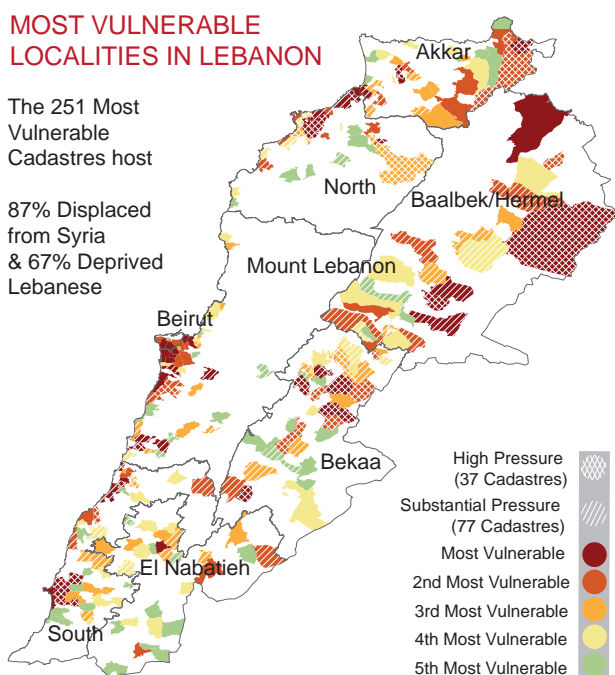 MOST VULNERABLE
LOCALITIES IN LEBANON
The 251 Most
Vulnerable
Cadastres host
87% Displaced
from Syria
& 67% Deprived
Lebanese
Akkar
North
Baalbek/Hermel
Mount Lebanon
Beirut
Bekaa
El Nabatieh
South
High Pressure
(37 Cadastres)
Substantial Pressure
(77 Cadastres)
Most Vulnerable
2nd Most Vulnerable
3rd Most Vulnerable
4th Most Vulnerable
5th Most Vulnerable